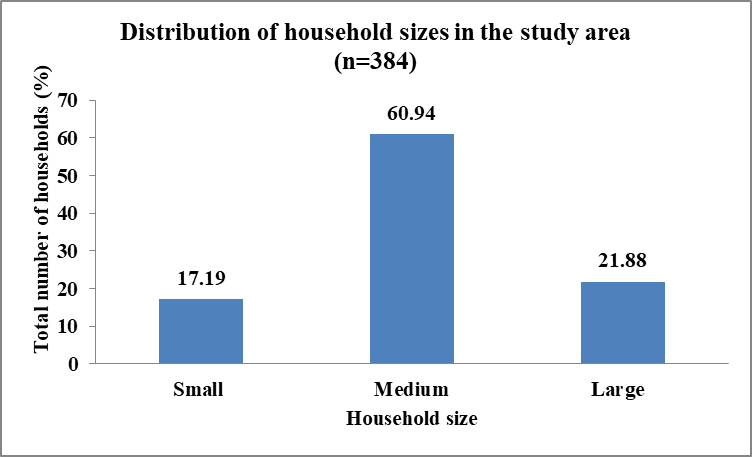 Distribution of household sizes in the study area
(n=384)
Total number of households (%)
70
60
50
40
30
20
10
0
17.19
60.94
21.88
Small
Medium
Large
Household size